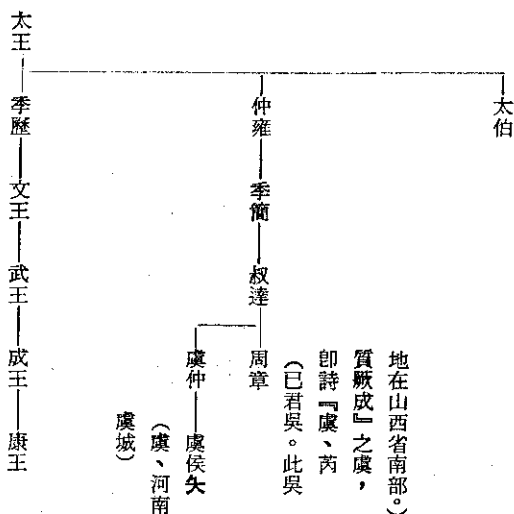 太伯
仲雍—季簡—叔達
周章
(已君吳。此吳
卽詩『虞、芮
質厥成』之虞,
地在山西省南部。)
虞仲—虞侯夨
(虞、河南
虞城)
太王—季歷—文王—武王—成王—康王